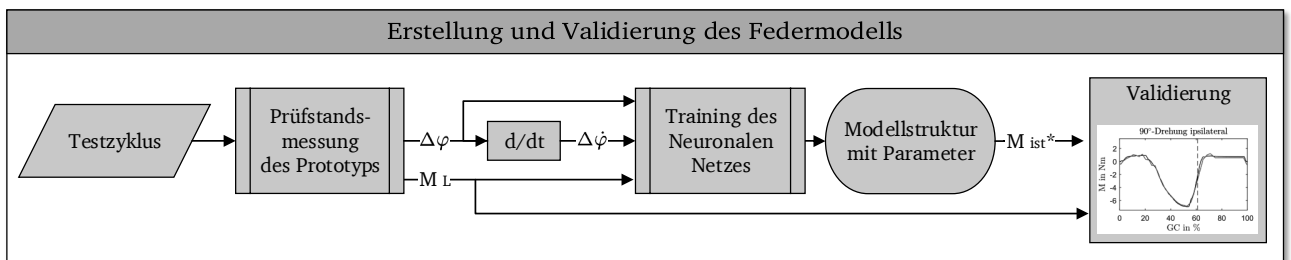 Erstellung und Validierung des Federmodells
Testzyklus
Prüfstands-
messung
des Prototyps
Δφ
M L
d/dt
Δφ̇
Training des
Neuronalen
Netzes
Modellstruktur
mit Parameter
M ist*
Validierung
90°-Drehung ipsilateral
M in Nm
2
0
-2
-4
-6
0 20 40 60 80 100
GC in %